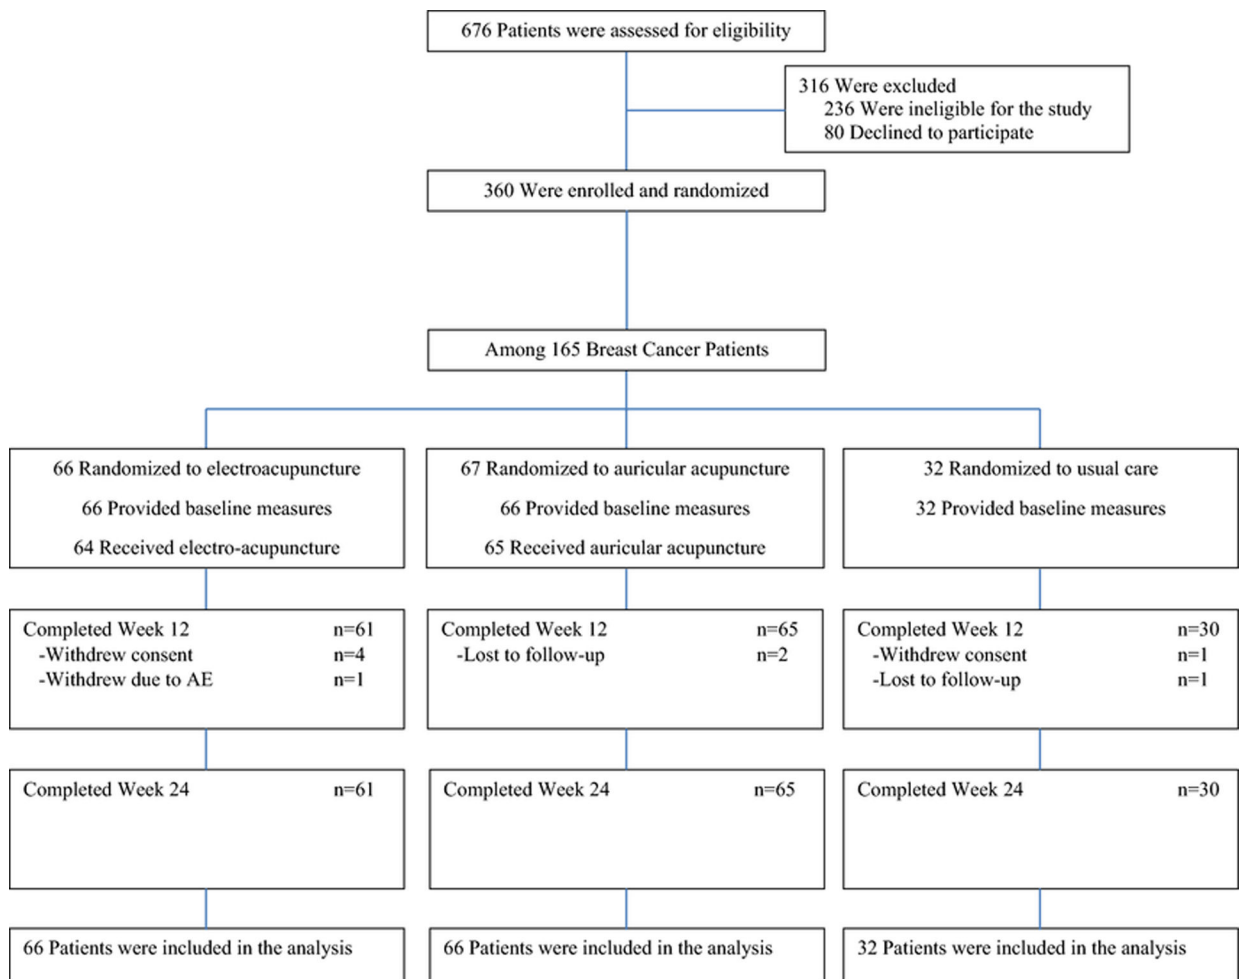 676 Patients were assessed for eligibility
316 Were excluded
236 Were ineligible for the study
80 Declined to participate
360 Were enrolled and randomized
Among 165 Breast Cancer Patients
66 Randomized to electroacupuncture
66 Provided baseline measures
64 Received electro-acupuncture
67 Randomized to auricular acupuncture
66 Provided baseline measures
65 Received auricular acupuncture
32 Randomized to usual care
32 Provided baseline measures
Completed Week 12 n=61
-Withdrew consent n=4
-Withdrew due to AE n=1
Completed Week 12 n=65
-Lost to follow-up n=2
Completed Week 12 n=30
-Withdrew consent n=1
-Lost to follow-up n=1
Completed Week 24 n=61
Completed Week 24 n=65
Completed Week 24 n=30
66 Patients were included in the analysis
66 Patients were included in the analysis
32 Patients were included in the analysis